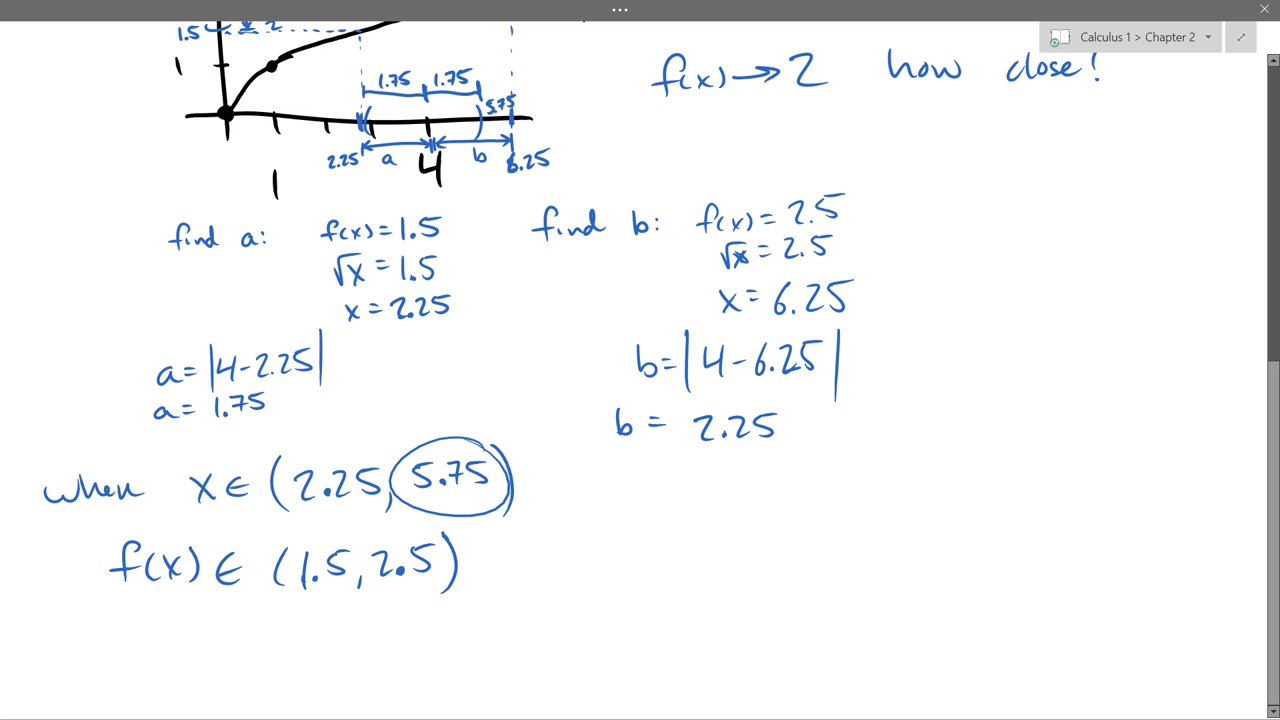 Calculus 1 > Chapter 2
1.5
f(x) → 2 how close!
1
1.75 1.75
5.75
2.25 a 4 b 6.25
1
find a: f(x) = 1.5
√x = 1.5
x = 2.25
find b: f(x) = 2.5
√x = 2.5
x = 6.25
a = |4 - 2.25|
a = 1.75
b = |4 - 6.25|
b = 2.25
when x ∈ (2.25, 5.75)
f(x) ∈ (1.5, 2.5)